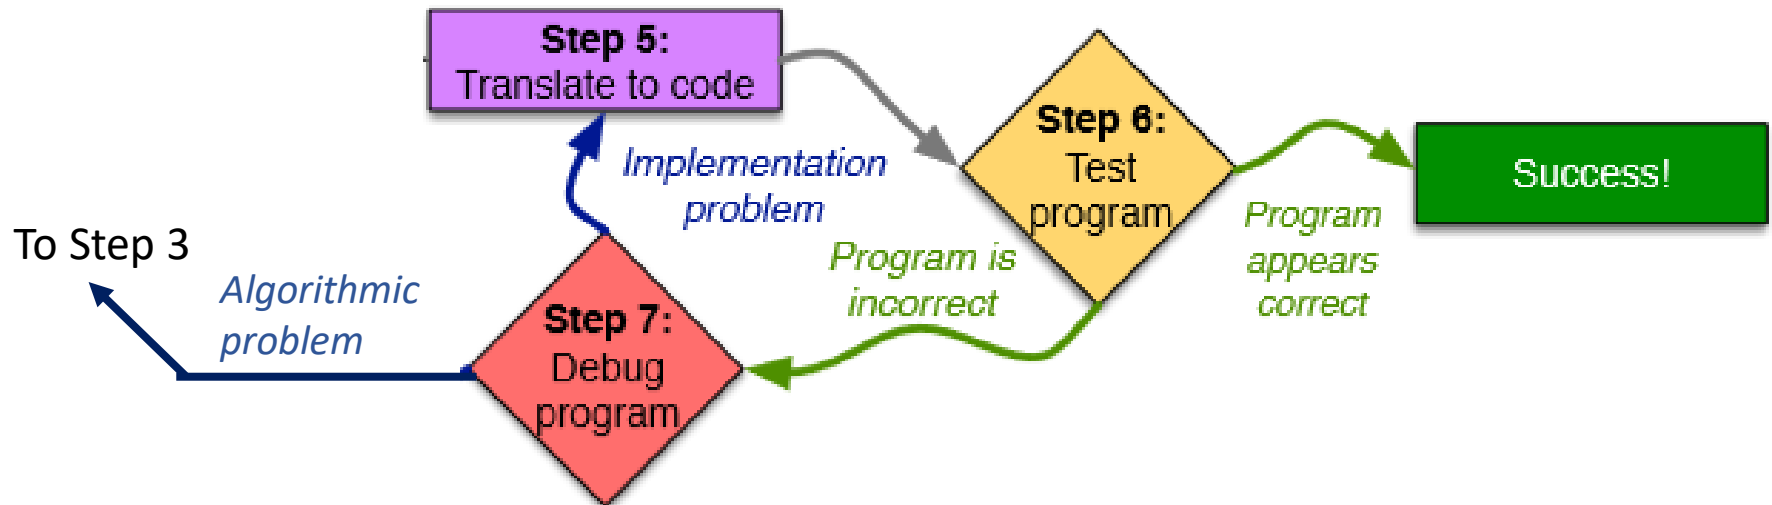 Step 5:
Translate to code
Implementation
problem
Step 6:
Test
program
Program
appears
correct
Success!
Program is
incorrect
Step 7:
Debug
program
Algorithmic
problem
To Step 3